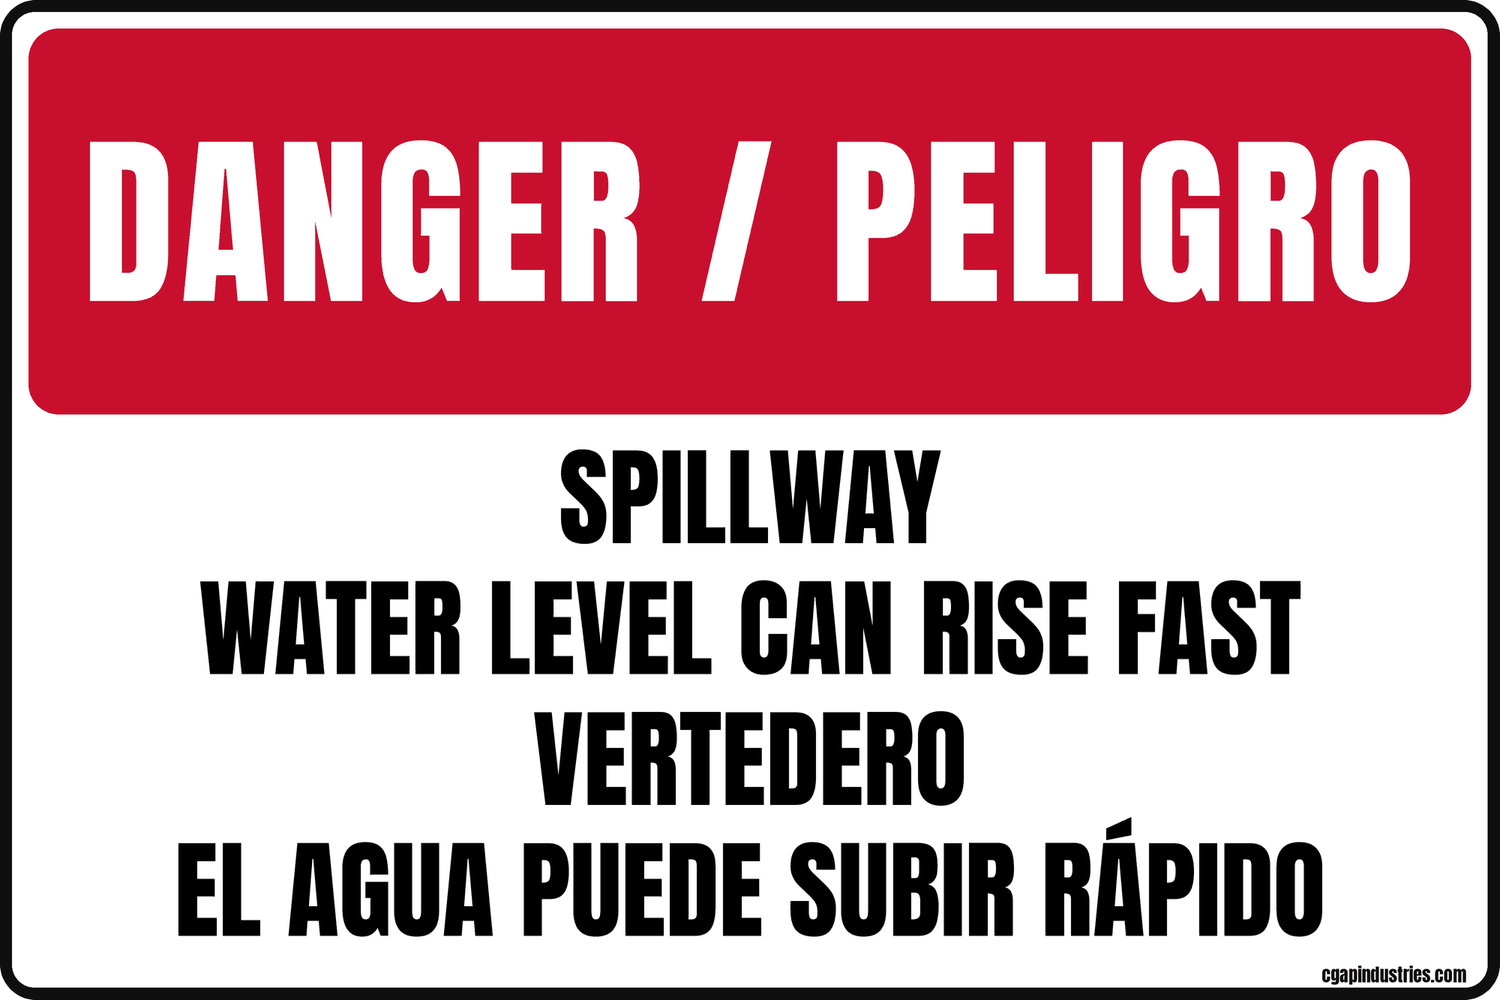 DANGER / PELIGRO
SPILLWAY
WATER LEVEL CAN RISE FAST
VERTEDERO
EL AGUA PUEDE SUBIR RÁPIDO
cgapindustries.com